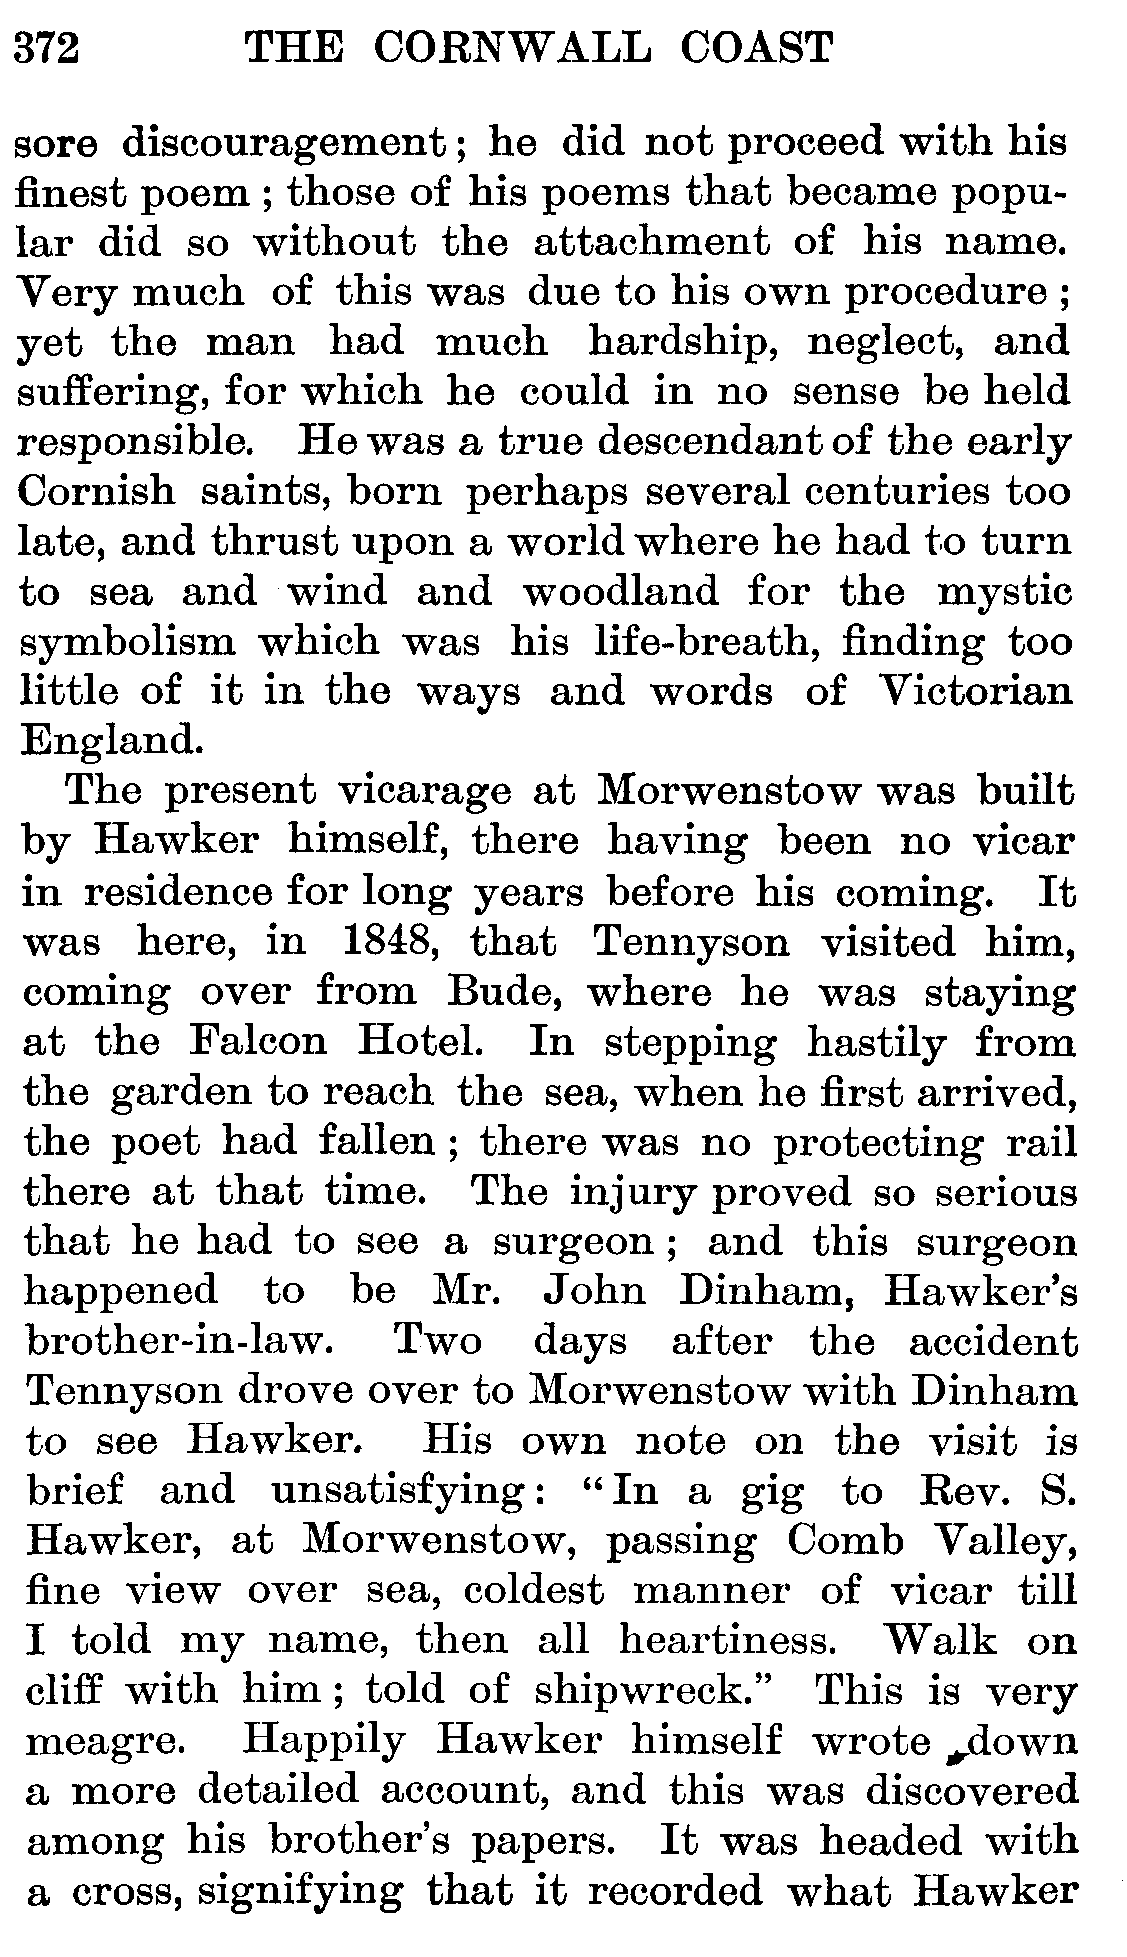 372 THE CORNWALL COAST
sore discouragement; he did not proceed with his
finest poem; those of his poems that became popu-
lar did so without the attachment of his name.
Very much of this was due to his own procedure;
yet the man had much hardship, neglect, and
suffering, for which he could in no sense be held
responsible. He was a true descendant of the early
Cornish saints, born perhaps several centuries too
late, and thrust upon a world where he had to turn
to sea and wind and woodland for the mystic
symbolism which was his life-breath, finding too
little of it in the ways and words of Victorian
England.
The present vicarage at Morwenstow was built
by Hawker himself, there having been no vicar
in residence for long years before his coming. It
was here, in 1848, that Tennyson visited him,
coming over from Bude, where he was staying
at the Falcon Hotel. In stepping hastily from
the garden to reach the sea, when he first arrived,
the poet had fallen; there was no protecting rail
there at that time. The injury proved so serious
that he had to see a surgeon; and this surgeon
happened to be Mr. John Dinham, Hawker's
brother-in-law. Two days after the accident
Tennyson drove over to Morwenstow with Dinham
to see Hawker. His own note on the visit is
brief and unsatisfying: "In a gig to Rev. S.
Hawker, at Morwenstow, passing Comb Valley,
fine view over sea, coldest manner of vicar till
I told my name, then all heartiness. Walk on
cliff with him; told of shipwreck." This is very
meagre. Happily Hawker himself wrote down
a more detailed account, and this was discovered
among his brother's papers. It was headed with
a cross, signifying that it recorded what Hawker